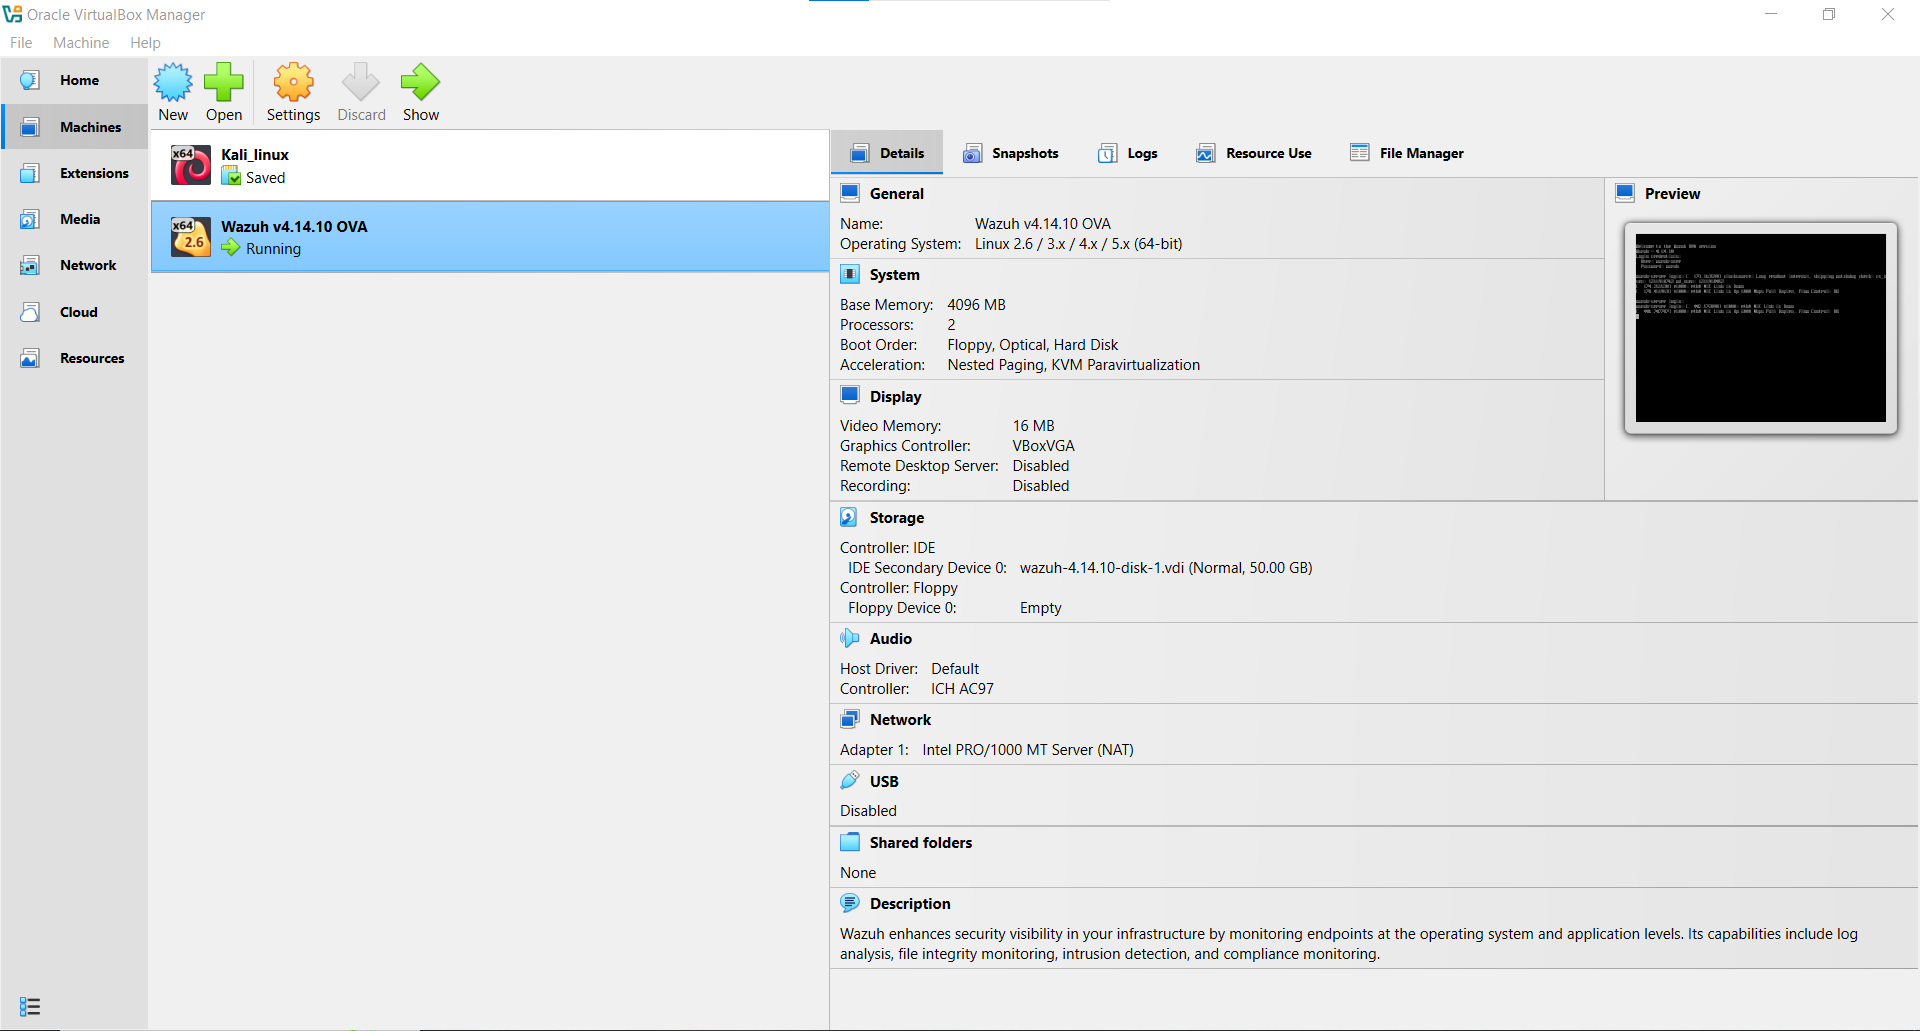 Oracle VirtualBox Manager
File Machine Help
Home
Machines
Extensions
Media
Network
Cloud
Resources
New Open Settings Discard Show
x64 Kali_linux
Saved
x64 2.6 Wazuh v4.14.10 OVA
Running
Details Snapshots Logs Resource Use File Manager
General
Name: Wazuh v4.14.10 OVA
Operating System: Linux 2.6 / 3.x / 4.x / 5.x (64-bit)
System
Base Memory: 4096 MB
Processors: 2
Boot Order: Floppy, Optical, Hard Disk
Acceleration: Nested Paging, KVM Paravirtualization
Display
Video Memory: 16 MB
Graphics Controller: VBoxVGA
Remote Desktop Server: Disabled
Recording: Disabled
Preview
Storage
Controller: IDE
IDE Secondary Device 0: wazuh-4.14.10-disk-1.vdi (Normal, 50.00 GB)
Controller: Floppy
Floppy Device 0: Empty
Audio
Host Driver: Default
Controller: ICH AC97
Network
Adapter 1: Intel PRO/1000 MT Server (NAT)
USB
Disabled
Shared folders
None
Description
Wazuh enhances security visibility in your infrastructure by monitoring endpoints at the operating system and application levels. Its capabilities include log
analysis, file integrity monitoring, intrusion detection, and compliance monitoring.